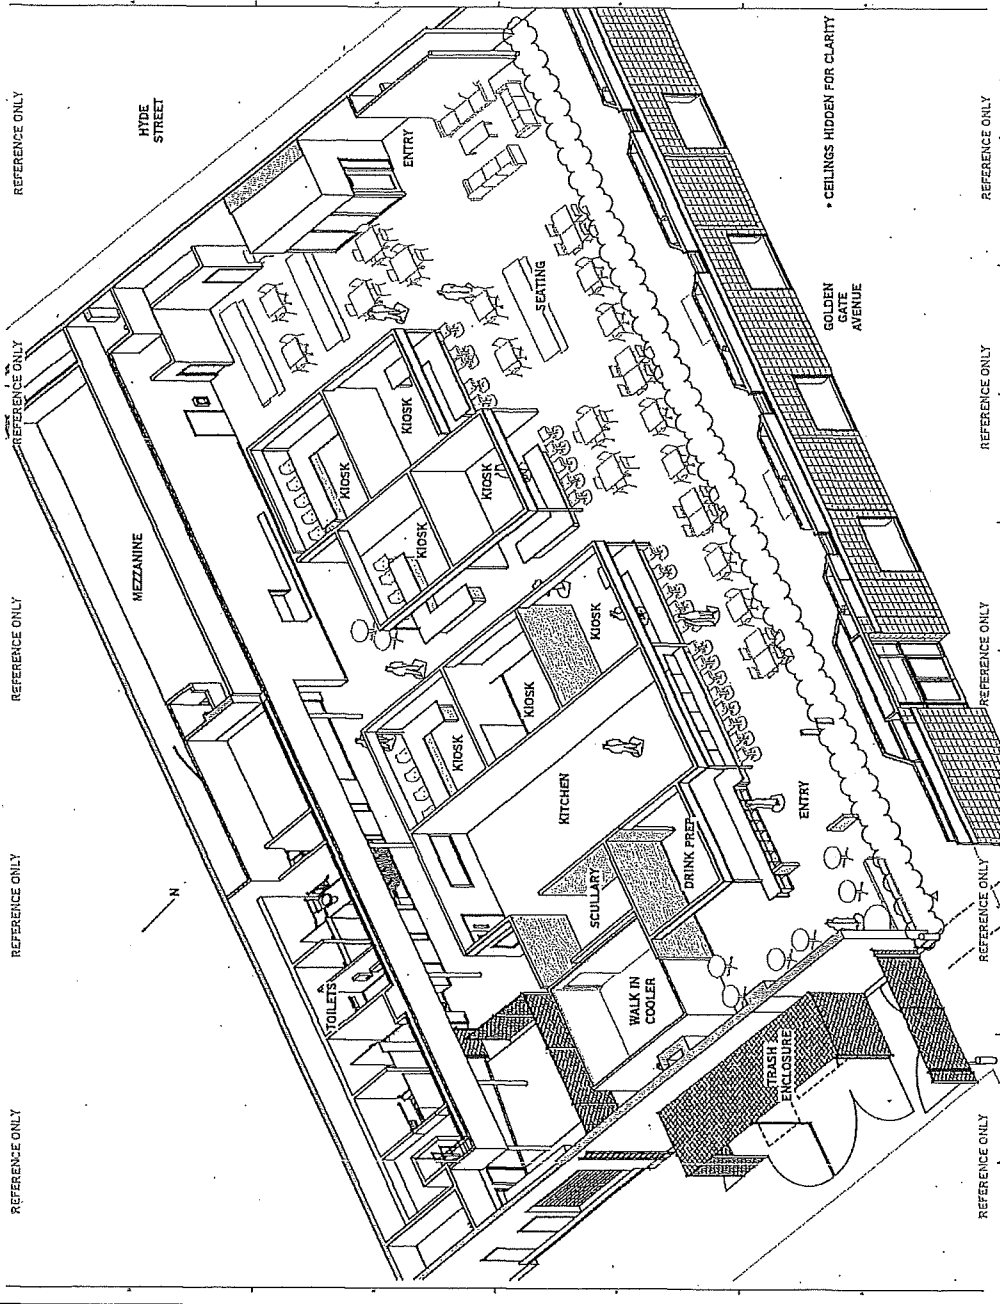 REFERENCE ONLY
REFERENCE ONLY
REFERENCE ONLY
REFERENCE ONLY
REFERENCE ONLY
N
MEZZANINE
HYDE
STREET
TOILETS
ENTRY
KIOSK
KIOSK
KIOSK
KIOSK
SEATING
KIOSK
KIOSK
KIOSK
KITCHEN
SCULLARY
DRINK PREP
WALK IN
COOLER
ENTRY
TRASH
ENCLOSURE
GOLDEN
GATE
AVENUE
* CEILINGS HIDDEN FOR CLARITY
REFERENCE ONLY
REFERENCE ONLY
REFERENCE ONLY
REFERENCE ONLY
REFERENCE ONLY